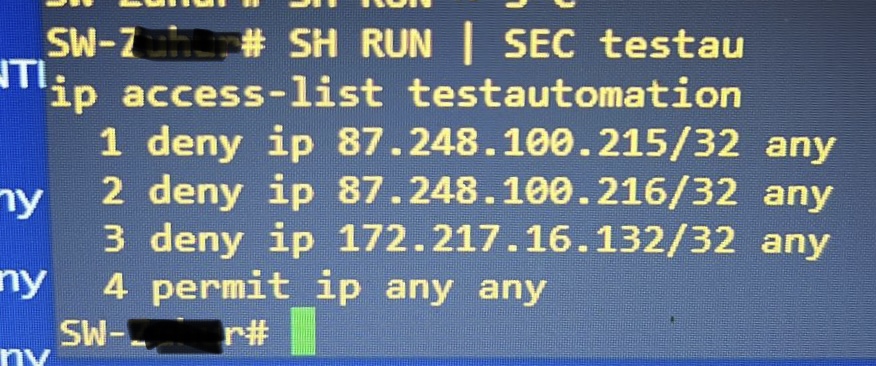 SW-Z# SH RUN | SEC testau
NTI
ip access-list testautomation
1 deny ip 87.248.100.215/32 any
2 deny ip 87.248.100.216/32 any
ny
3 deny ip 172.217.16.132/32 any
4 permit ip any any
ny
SW-r#
ny